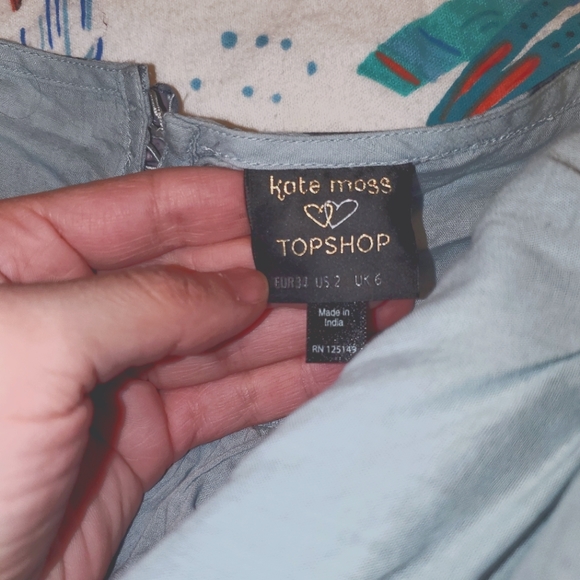 kate moss
TOPSHOP
EUR34 US 2 UK 6
Made in
India
RN 125149